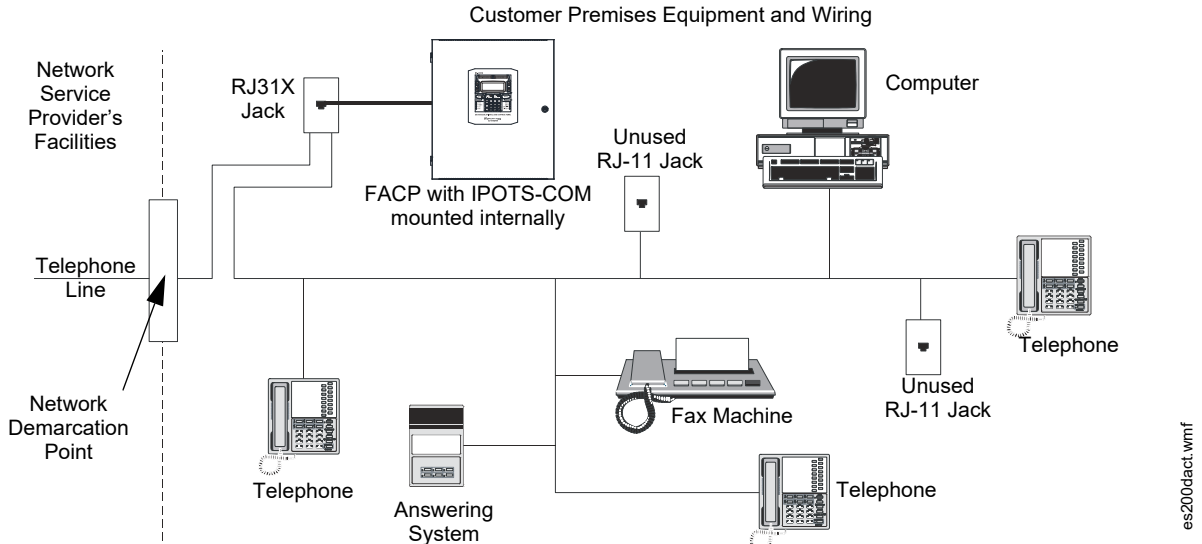 Customer Premises Equipment and Wiring
Network
Service
Provider's
Facilities
RJ31X
Jack
FACP with IPOTS-COM
mounted internally
Unused
RJ-11 Jack
Computer
Telephone
Line
Network
Demarcation
Point
Telephone
Answering
System
Fax Machine
Telephone
Unused
RJ-11 Jack
Telephone
es200dact.wmf